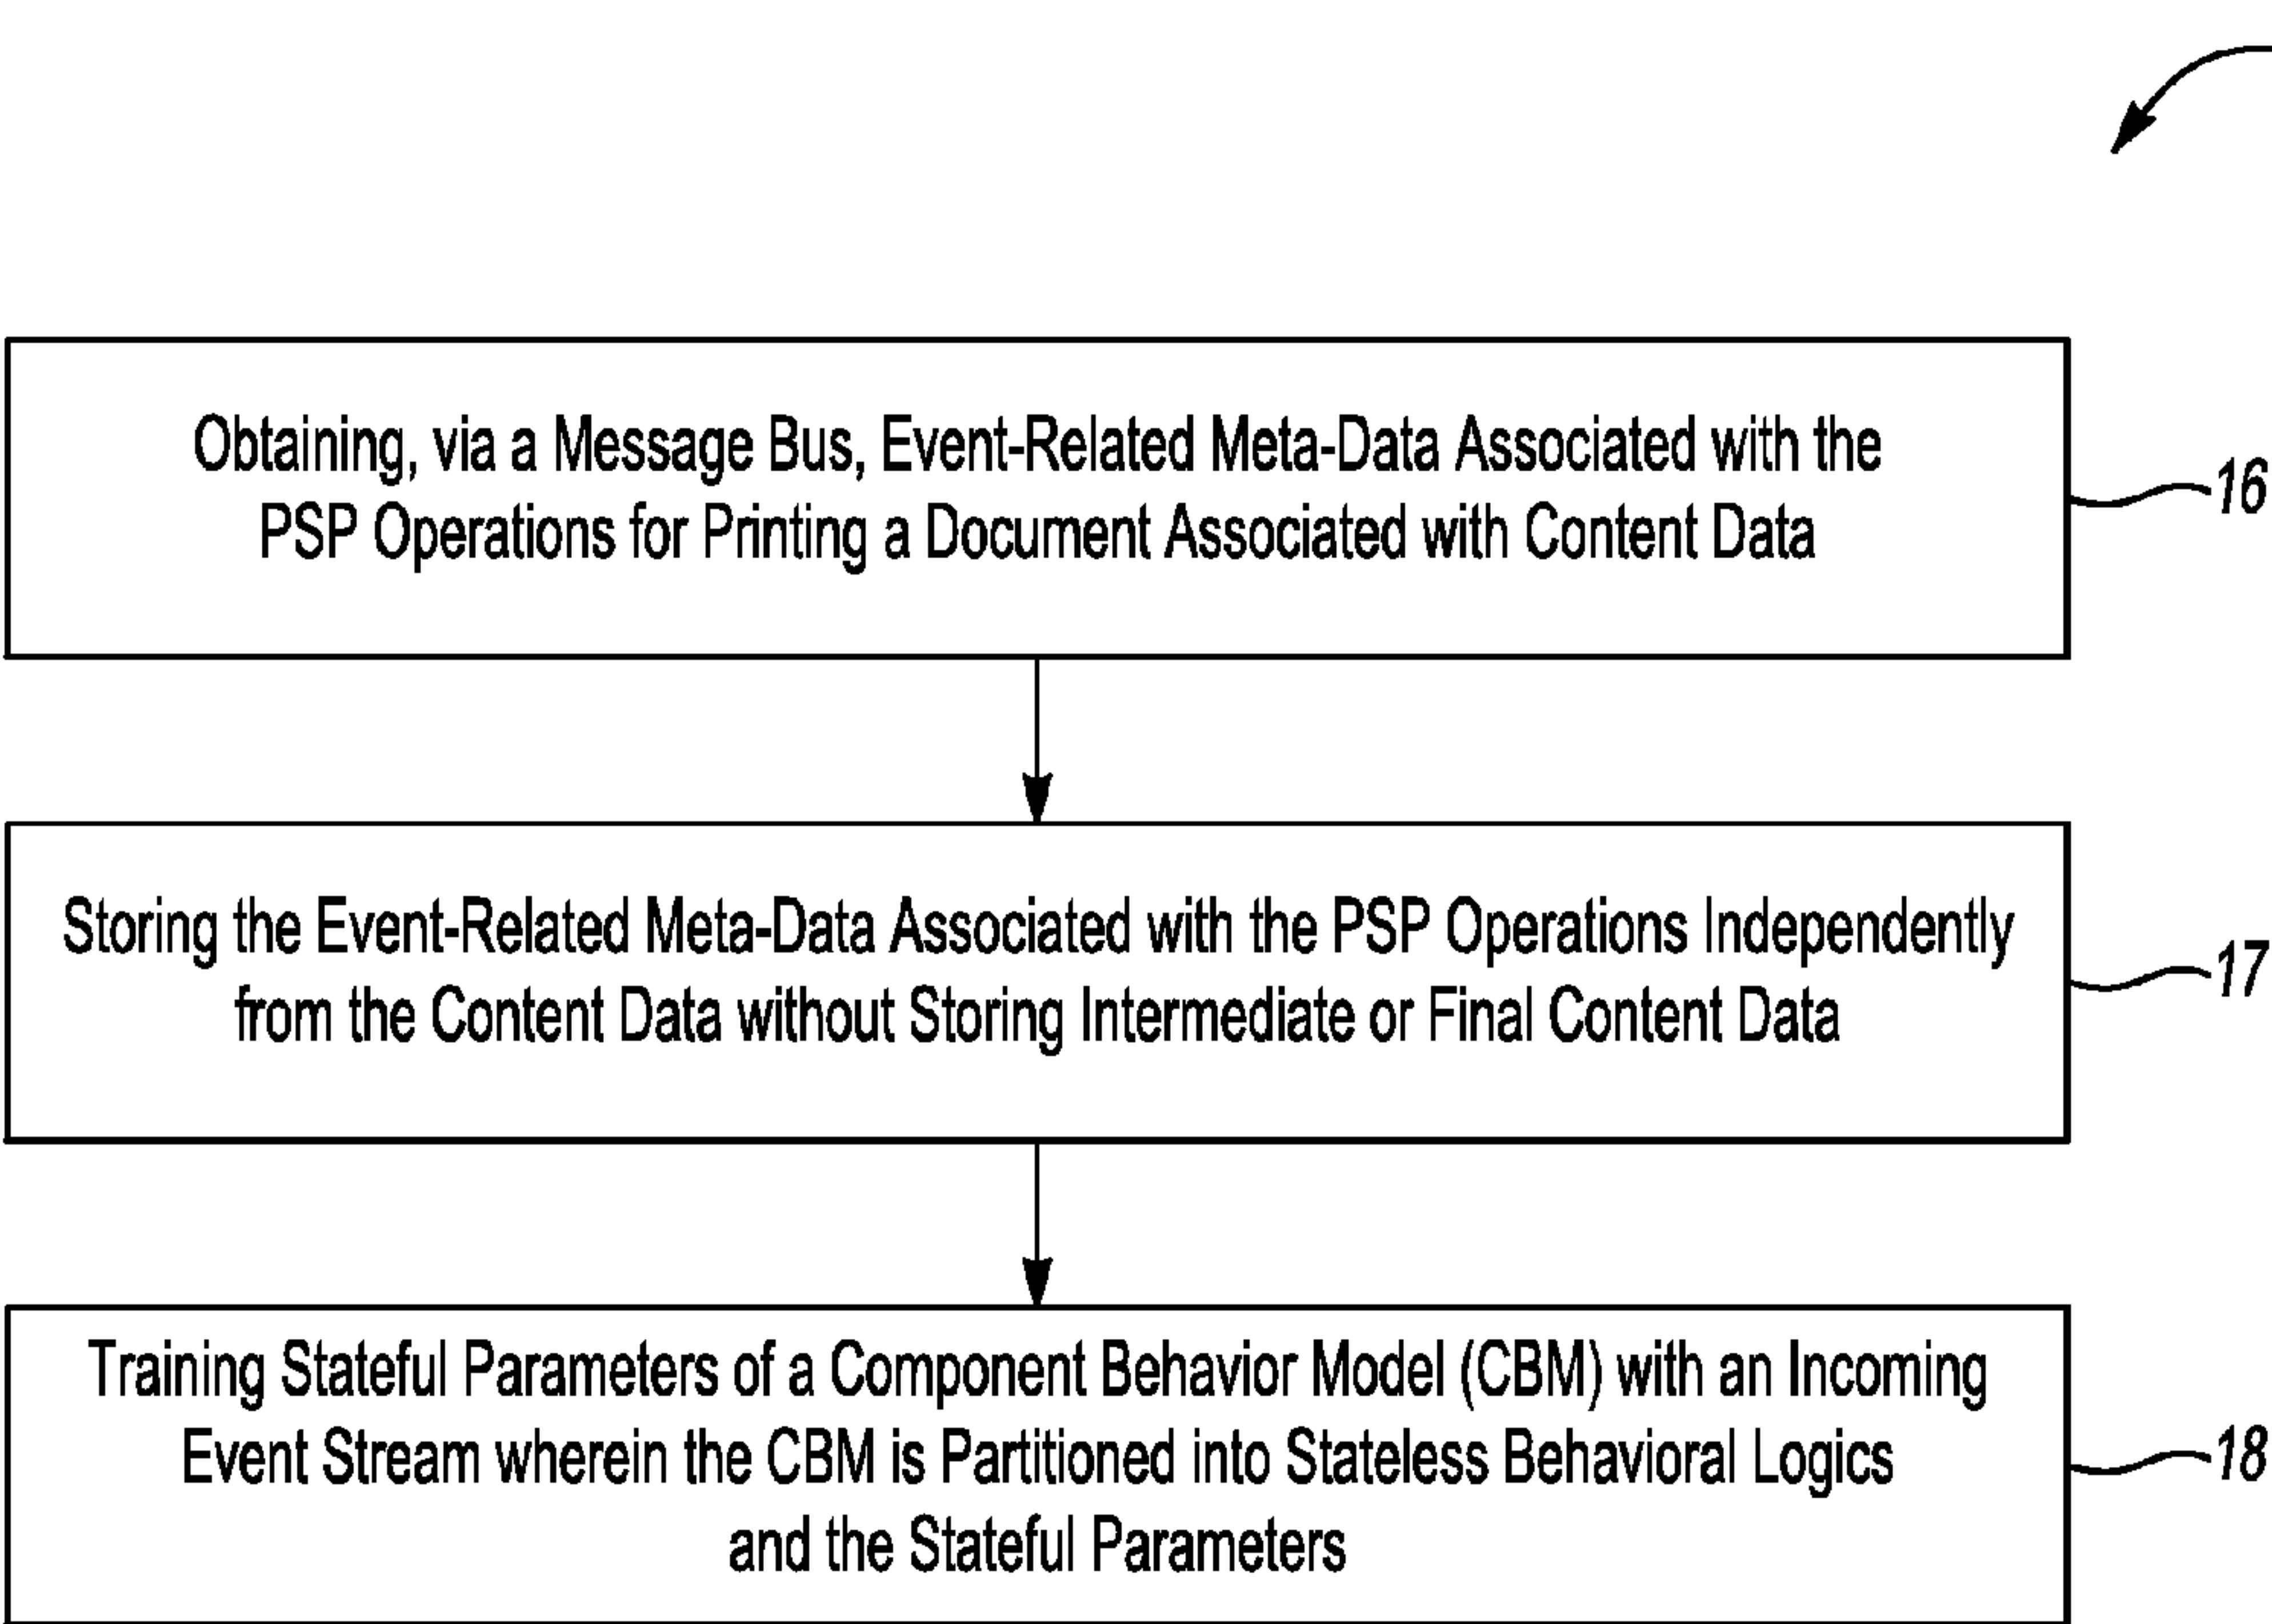 Obtaining, via a Message Bus, Event-Related Meta-Data Associated with the
PSP Operations for Printing a Document Associated with Content Data
16
Storing the Event-Related Meta-Data Associated with the PSP Operations Independently
from the Content Data without Storing Intermediate or Final Content Data
17
Training Stateful Parameters of a Component Behavior Model (CBM) with an Incoming
Event Stream wherein the CBM is Partitioned into Stateless Behavioral Logics
and the Stateful Parameters
18